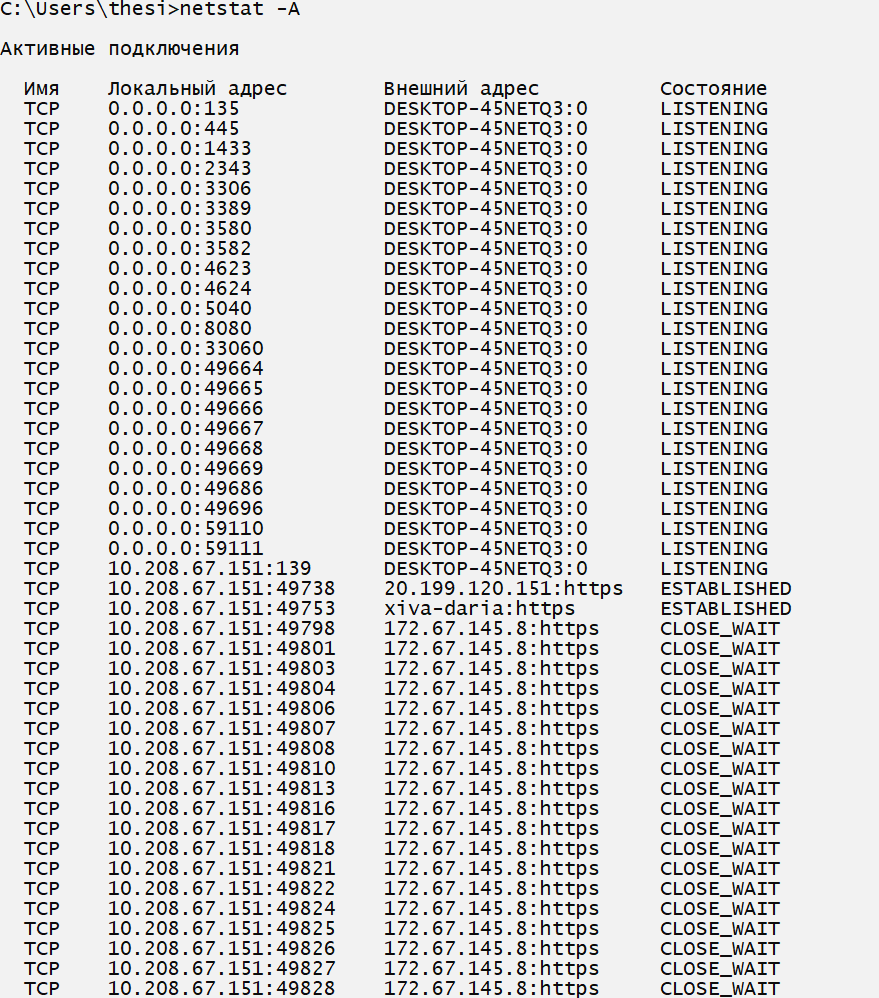 C:\Users\thesi>netstat -A
Активные подключения
Имя Локальный адрес Внешний адрес Состояние
TCP 0.0.0.0:135 DESKTOP-45NETQ3:0 LISTENING
TCP 0.0.0.0:445 DESKTOP-45NETQ3:0 LISTENING
TCP 0.0.0.0:1433 DESKTOP-45NETQ3:0 LISTENING
TCP 0.0.0.0:2343 DESKTOP-45NETQ3:0 LISTENING
TCP 0.0.0.0:3306 DESKTOP-45NETQ3:0 LISTENING
TCP 0.0.0.0:3389 DESKTOP-45NETQ3:0 LISTENING
TCP 0.0.0.0:3580 DESKTOP-45NETQ3:0 LISTENING
TCP 0.0.0.0:3582 DESKTOP-45NETQ3:0 LISTENING
TCP 0.0.0.0:4623 DESKTOP-45NETQ3:0 LISTENING
TCP 0.0.0.0:4624 DESKTOP-45NETQ3:0 LISTENING
TCP 0.0.0.0:5040 DESKTOP-45NETQ3:0 LISTENING
TCP 0.0.0.0:8080 DESKTOP-45NETQ3:0 LISTENING
TCP 0.0.0.0:33060 DESKTOP-45NETQ3:0 LISTENING
TCP 0.0.0.0:49664 DESKTOP-45NETQ3:0 LISTENING
TCP 0.0.0.0:49665 DESKTOP-45NETQ3:0 LISTENING
TCP 0.0.0.0:49666 DESKTOP-45NETQ3:0 LISTENING
TCP 0.0.0.0:49667 DESKTOP-45NETQ3:0 LISTENING
TCP 0.0.0.0:49668 DESKTOP-45NETQ3:0 LISTENING
TCP 0.0.0.0:49669 DESKTOP-45NETQ3:0 LISTENING
TCP 0.0.0.0:49686 DESKTOP-45NETQ3:0 LISTENING
TCP 0.0.0.0:49696 DESKTOP-45NETQ3:0 LISTENING
TCP 0.0.0.0:59110 DESKTOP-45NETQ3:0 LISTENING
TCP 0.0.0.0:59111 DESKTOP-45NETQ3:0 LISTENING
TCP 10.208.67.151:139 DESKTOP-45NETQ3:0 LISTENING
TCP 10.208.67.151:49738 20.199.120.151:https ESTABLISHED
TCP 10.208.67.151:49753 xiva-daria:https ESTABLISHED
TCP 10.208.67.151:49798 172.67.145.8:https CLOSE_WAIT
TCP 10.208.67.151:49801 172.67.145.8:https CLOSE_WAIT
TCP 10.208.67.151:49803 172.67.145.8:https CLOSE_WAIT
TCP 10.208.67.151:49804 172.67.145.8:https CLOSE_WAIT
TCP 10.208.67.151:49806 172.67.145.8:https CLOSE_WAIT
TCP 10.208.67.151:49807 172.67.145.8:https CLOSE_WAIT
TCP 10.208.67.151:49808 172.67.145.8:https CLOSE_WAIT
TCP 10.208.67.151:49810 172.67.145.8:https CLOSE_WAIT
TCP 10.208.67.151:49813 172.67.145.8:https CLOSE_WAIT
TCP 10.208.67.151:49816 172.67.145.8:https CLOSE_WAIT
TCP 10.208.67.151:49817 172.67.145.8:https CLOSE_WAIT
TCP 10.208.67.151:49818 172.67.145.8:https CLOSE_WAIT
TCP 10.208.67.151:49821 172.67.145.8:https CLOSE_WAIT
TCP 10.208.67.151:49822 172.67.145.8:https CLOSE_WAIT
TCP 10.208.67.151:49824 172.67.145.8:https CLOSE_WAIT
TCP 10.208.67.151:49825 172.67.145.8:https CLOSE_WAIT
TCP 10.208.67.151:49826 172.67.145.8:https CLOSE_WAIT
TCP 10.208.67.151:49827 172.67.145.8:https CLOSE_WAIT
TCP 10.208.67.151:49828 172.67.145.8:https CLOSE_WAIT